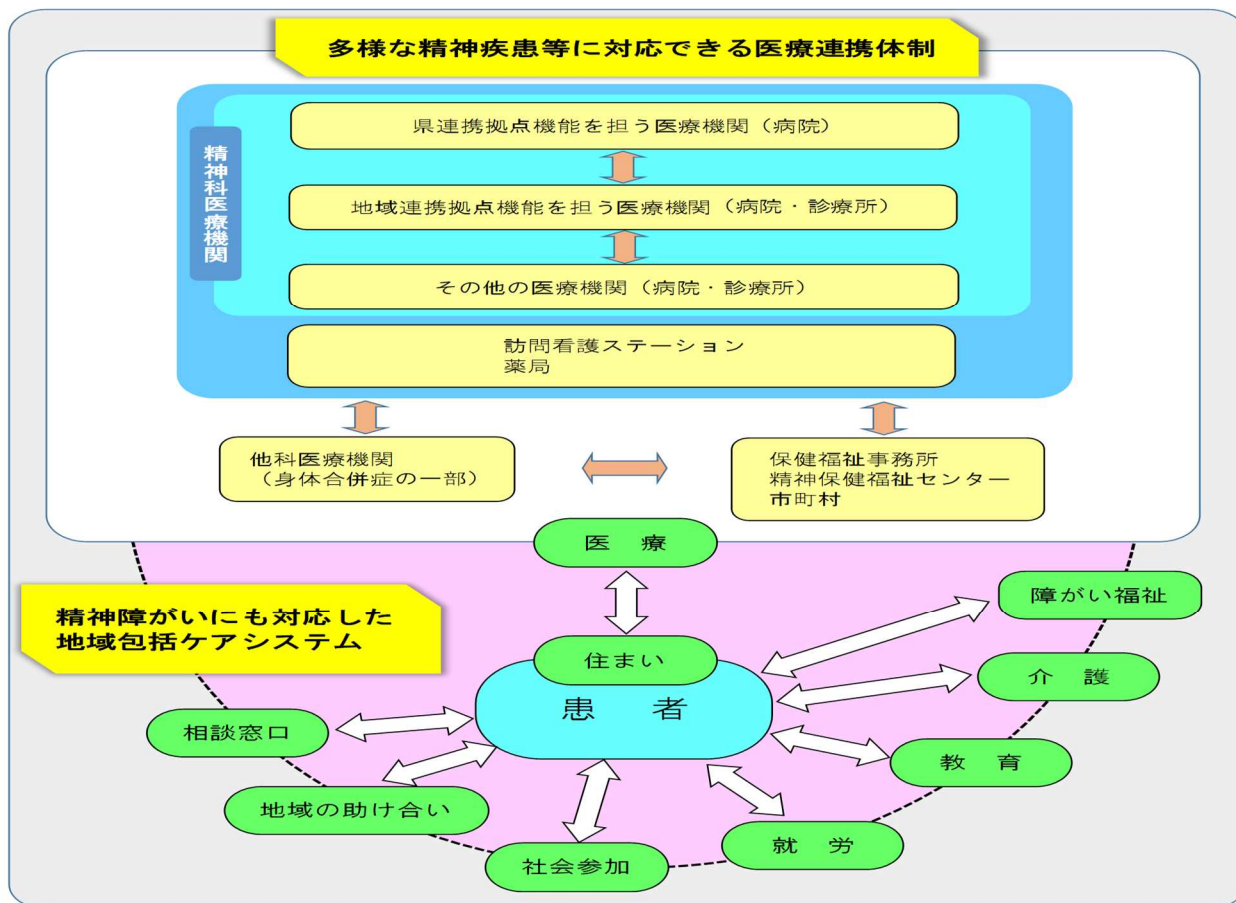 多様な精神疾患等に対応できる医療連携体制
精神科医療機関
県連携拠点機能を担う医療機関（病院）
地域連携拠点機能を担う医療機関（病院・診療所）
その他の医療機関（病院・診療所）
訪問看護ステーション
薬局
他科医療機関
（身体合併症の一部）
保健福祉事務所
精神保健福祉センター
市町村
医　療
精神障がいにも対応した
地域包括ケアシステム
住まい
患　者
障がい福祉
介　護
教　育
就　労
社会参加
地域の助け合い
相談窓口